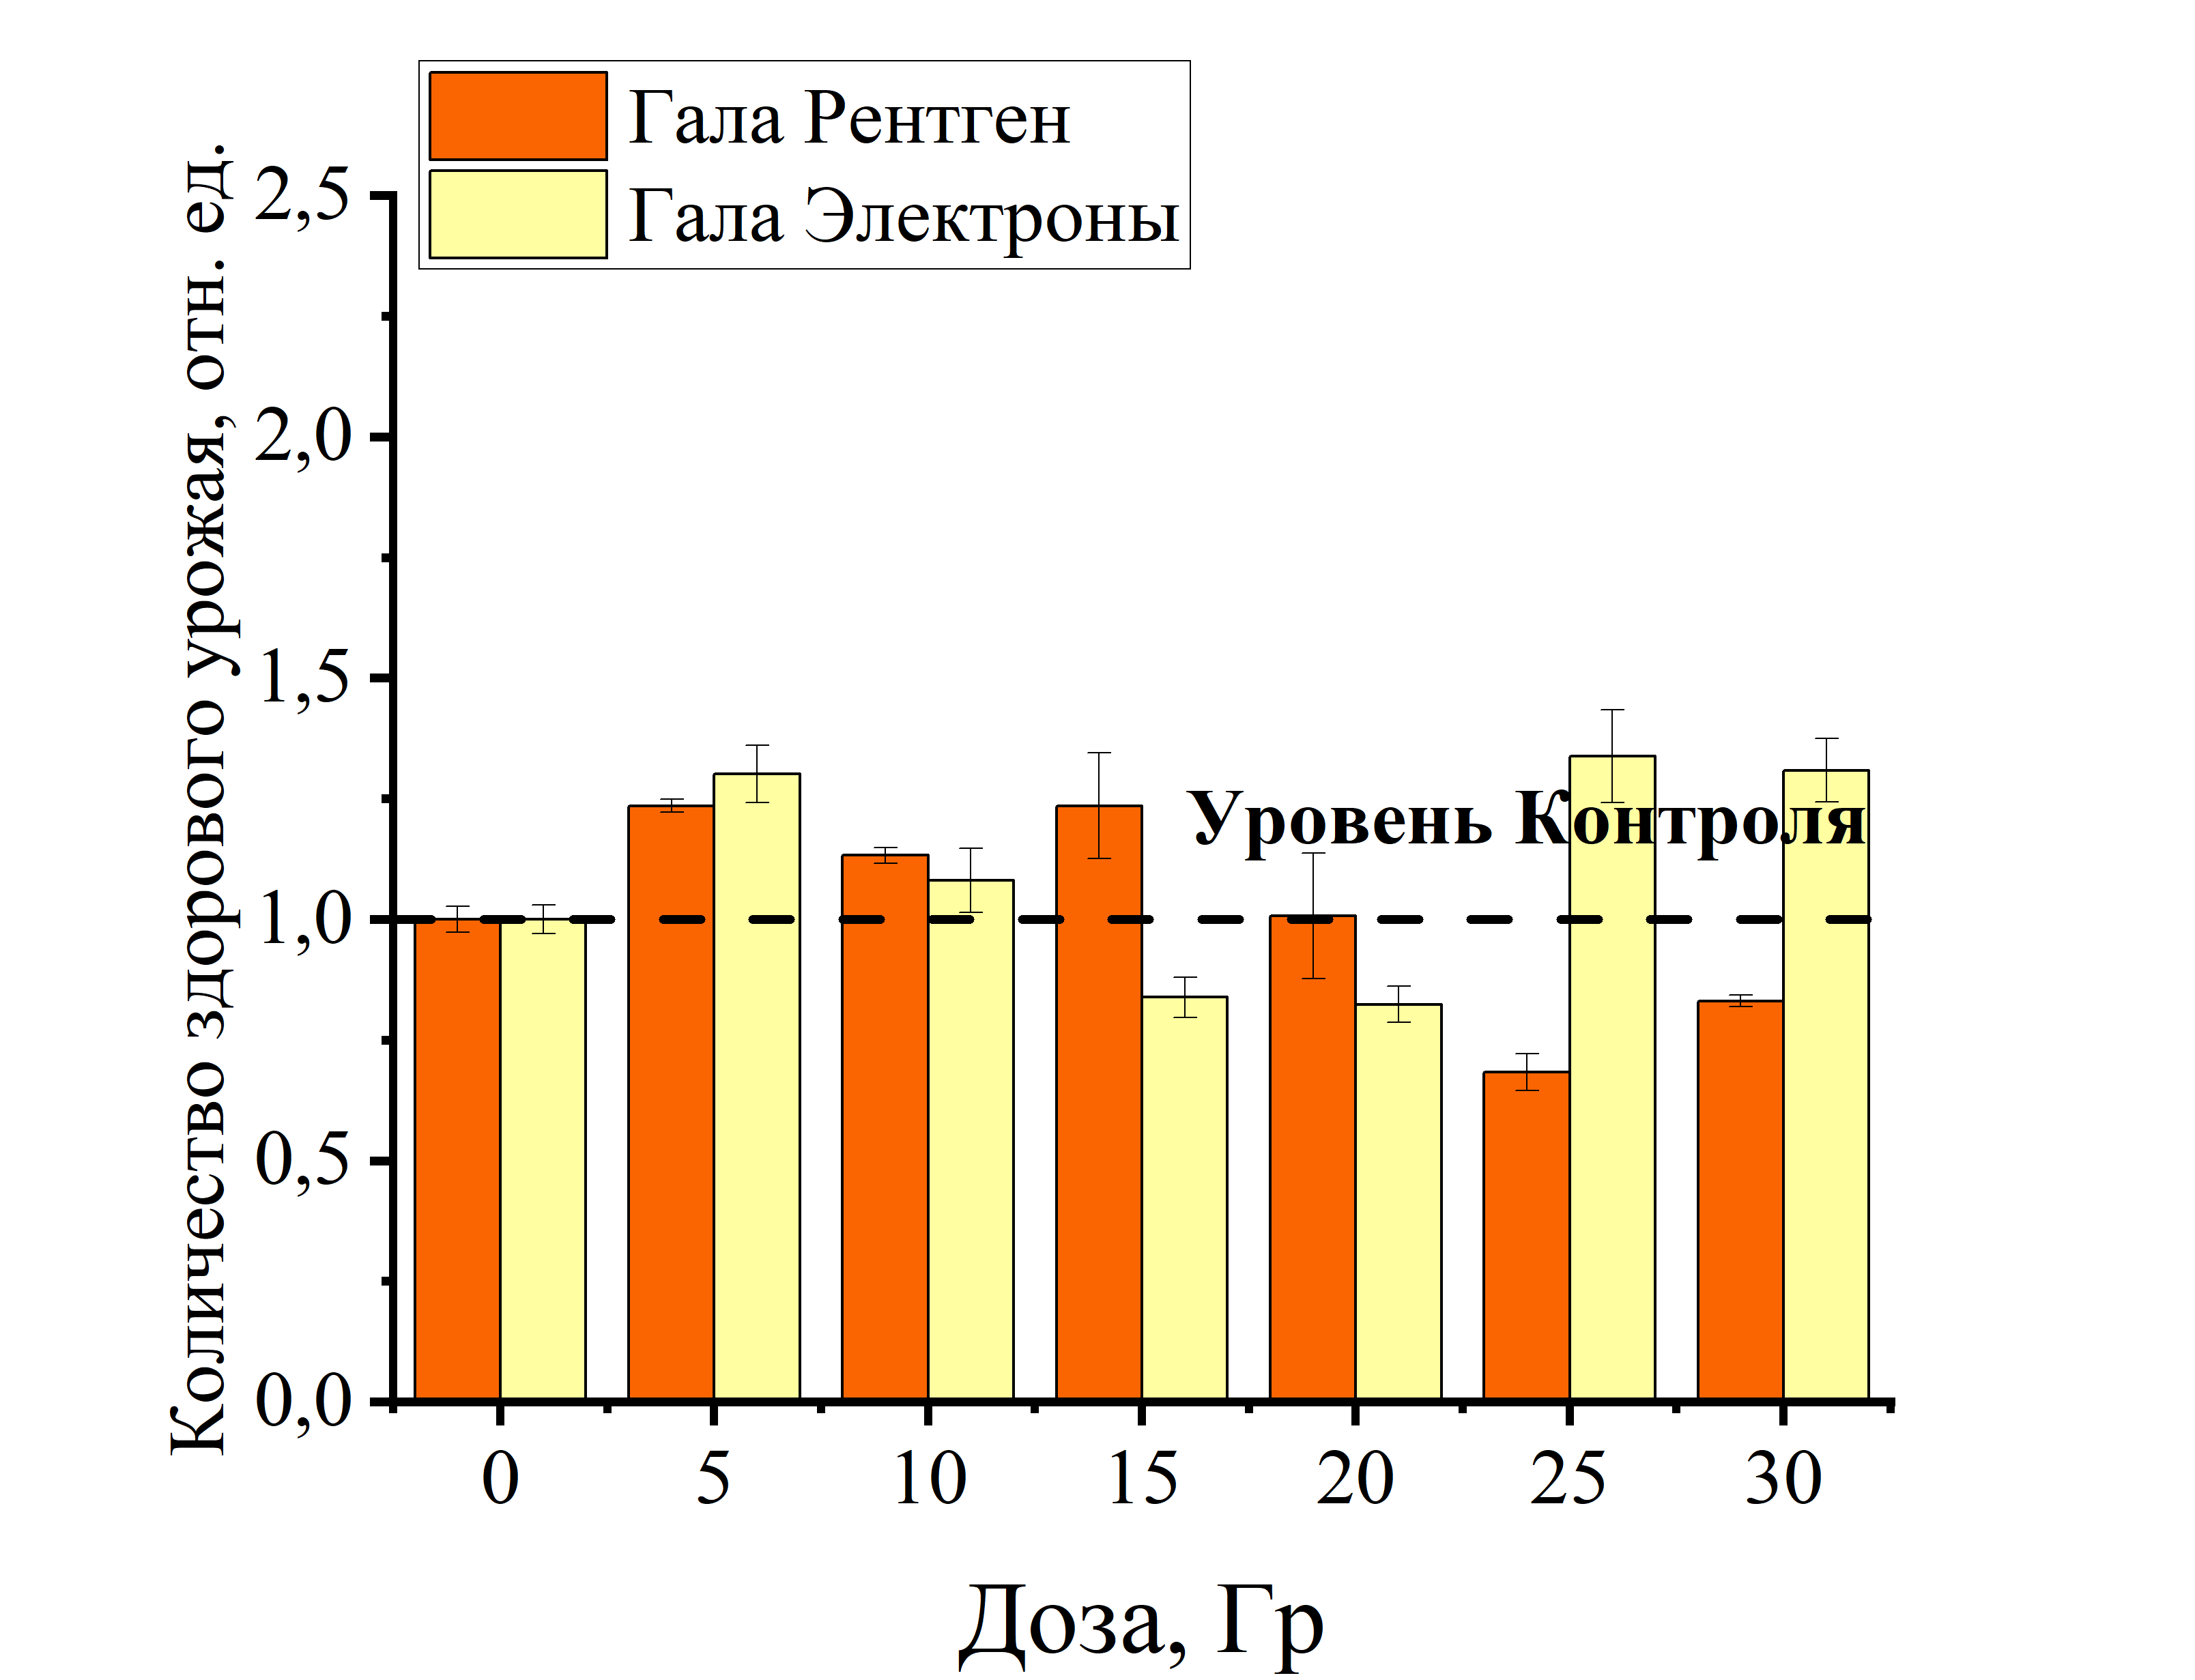 Гала Рентген
Гала Электроны
Количество здорового урожая, отн. ед.
2,5
2,0
1,5
1,0
0,5
0,0
Уровень Контроля
0 5 10 15 20 25 30
Доза, Гр